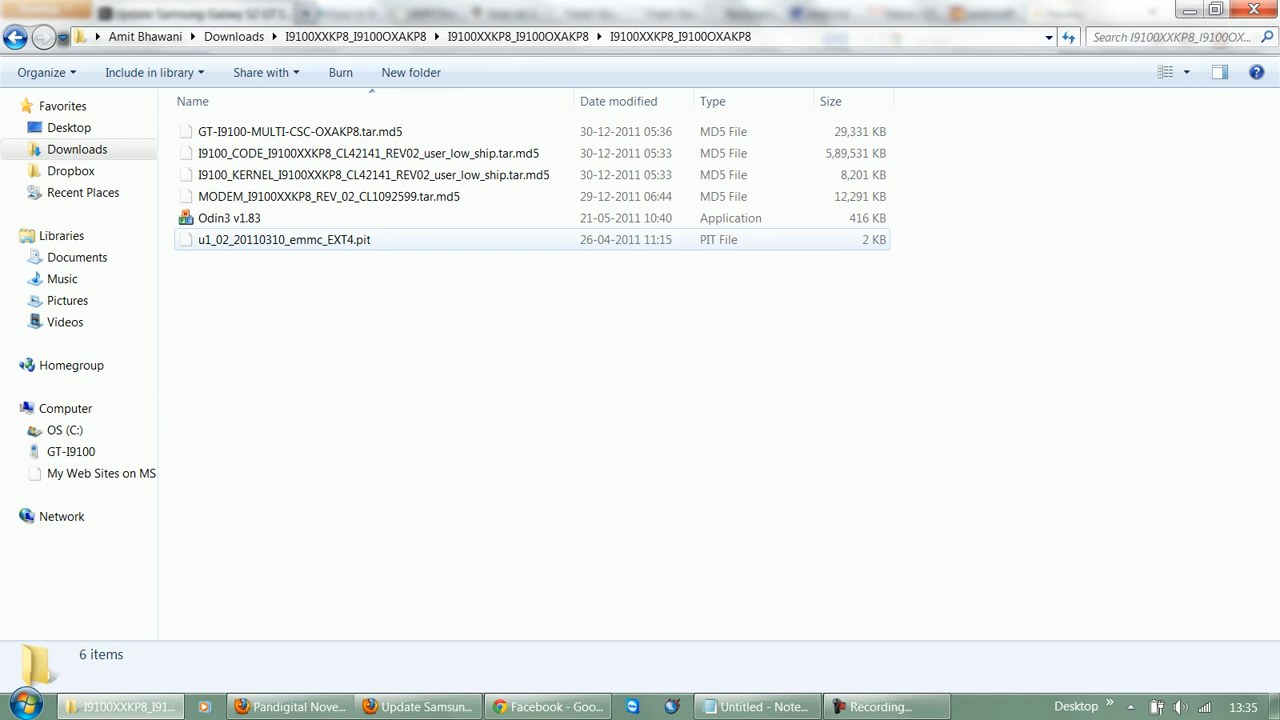 Amit Bhawani Downloads I9100XXKP8_I9100OXAKP8 I9100XXKP8_I9100OXAKP8 I9100XXKP8_I9100OXAKP8 Search I9100XXKP8_I9100OX...
Organize Include in library Share with Burn New folder
Name Date modified Type Size
Favorites
Desktop
Downloads
Dropbox
Recent Places
Libraries
Documents
Music
Pictures
Videos
Homegroup
Computer
OS (C:)
GT-I9100
My Web Sites on MS
Network
GT-I9100-MULTI-CSC-OXAKP8.tar.md5 30-12-2011 05:36 MD5 File 29,331 KB
I9100_CODE_I9100XXKP8_CL42141_REV02_user_low_ship.tar.md5 30-12-2011 05:33 MD5 File 5,89,531 KB
I9100_KERNEL_I9100XXKP8_CL42141_REV02_user_low_ship.tar.md5 30-12-2011 05:33 MD5 File 8,201 KB
MODEM_I9100XXKP8_REV_02_CL1092599.tar.md5 29-12-2011 06:44 MD5 File 12,291 KB
Odin3 v1.83 21-05-2011 10:40 Application 416 KB
u1_02_20110310_emmc_EXT4.pit 26-04-2011 11:15 PIT File 2 KB
6 items
I9100XXKP8_I91... Pandigital Nove... Update Samsun... Facebook - Goo... Untitled - Note... Recording... Desktop » 13:35